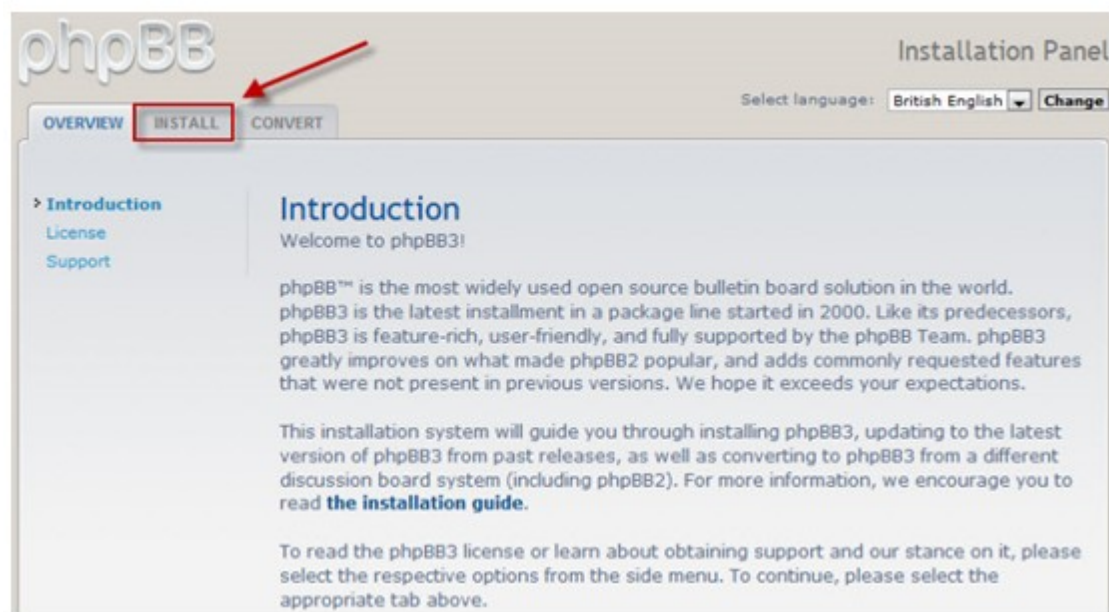 phpBB
Installation Panel
Select language: British English Change
OVERVIEW INSTALL CONVERT
Introduction
License
Support
Introduction
Welcome to phpBB3!
phpBB™ is the most widely used open source bulletin board solution in the world.
phpBB3 is the latest installment in a package line started in 2000. Like its predecessors,
phpBB3 is feature-rich, user-friendly, and fully supported by the phpBB Team. phpBB3
greatly improves on what made phpBB2 popular, and adds commonly requested features
that were not present in previous versions. We hope it exceeds your expectations.
This installation system will guide you through installing phpBB3, updating to the latest
version of phpBB3 from past releases, as well as converting to phpBB3 from a different
discussion board system (including phpBB2). For more information, we encourage you to
read the installation guide.
To read the phpBB3 license or learn about obtaining support and our stance on it, please
select the respective options from the side menu. To continue, please select the
appropriate tab above.